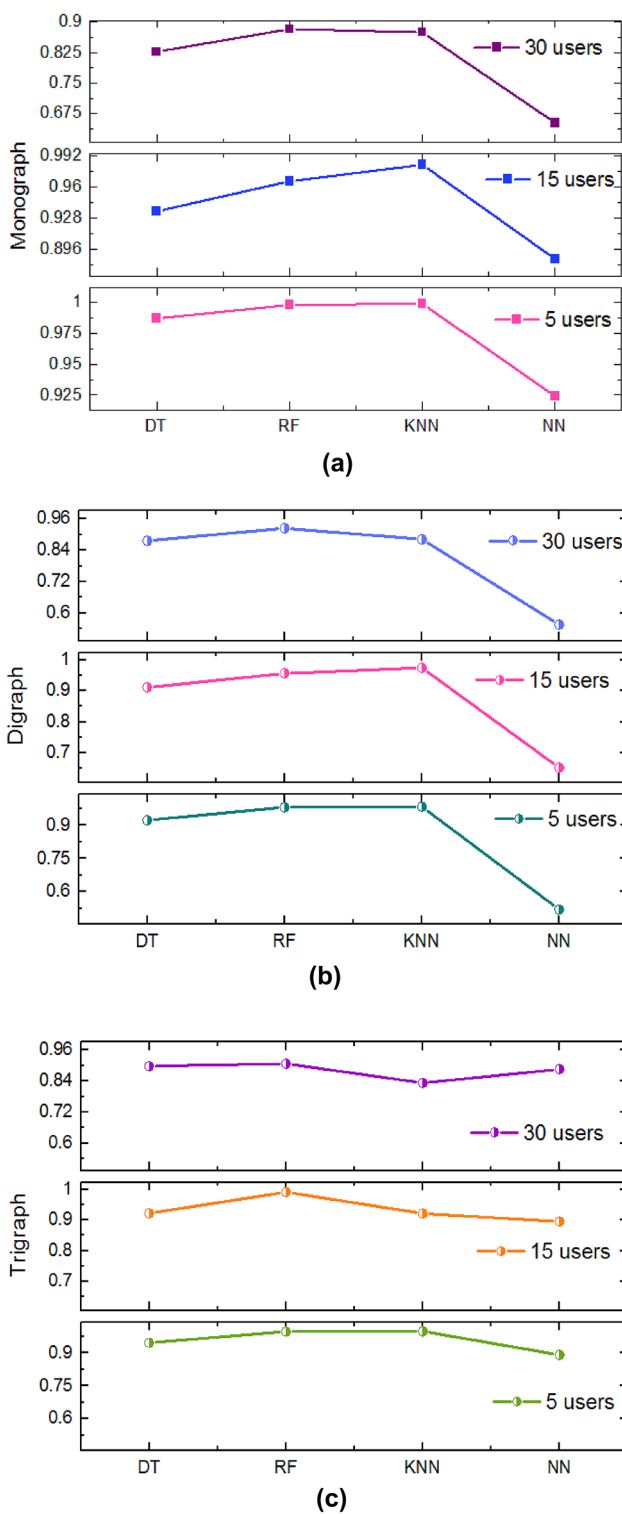 0.9
0.825
0.75
0.675
30 users
Monograph
0.992
0.96
0.928
0.896
15 users
1
0.975
0.95
0.925
5 users
DT RF KNN NN
(a)
0.96
0.84
0.72
0.6
30 users
Digraph
1
0.9
0.8
0.7
15 users
0.9
0.75
0.6
5 users
DT RF KNN NN
(b)
0.96
0.84
0.72
0.6
30 users
Trigraph
1
0.9
0.8
0.7
15 users
0.9
0.75
0.6
5 users
DT RF KNN NN
(c)